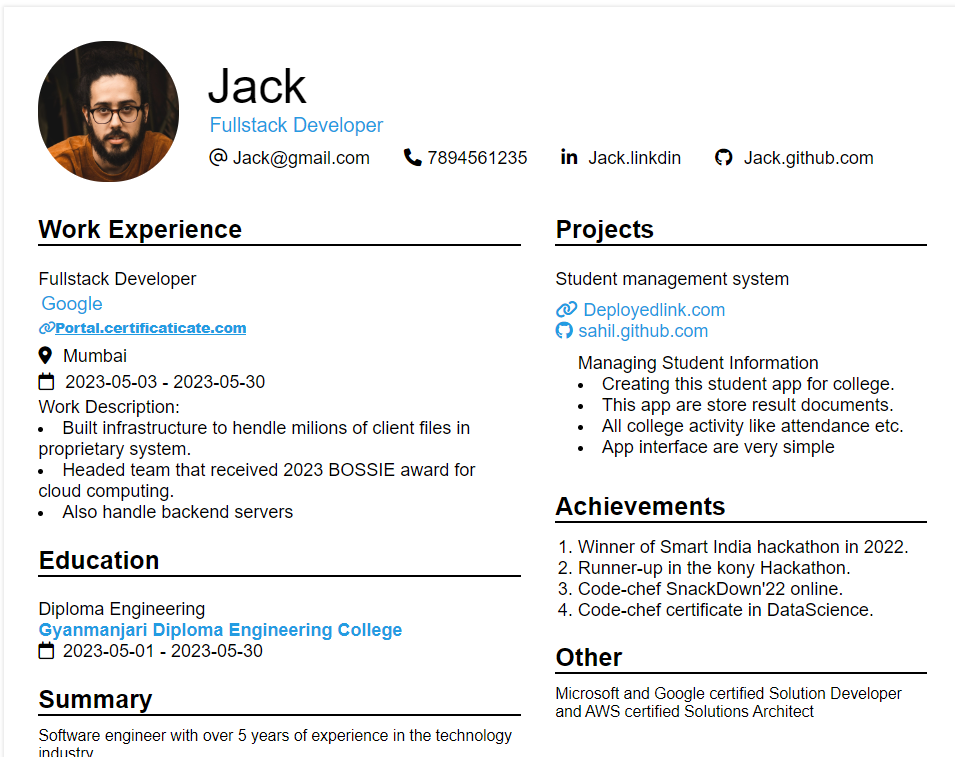 Jack
Fullstack Developer
Jack@gmail.com 7894561235 Jack.linkdin Jack.github.com
Work Experience
Fullstack Developer
Google
Portal.certificaticate.com
Mumbai
2023-05-03 - 2023-05-30
Work Description:
• Built infrastructure to hendle milions of client files in
proprietary system.
• Headed team that received 2023 BOSSIE award for
cloud computing.
• Also handle backend servers
Education
Diploma Engineering
Gyanmanjari Diploma Engineering College
2023-05-01 - 2023-05-30
Summary
Software engineer with over 5 years of experience in the technology
industry
Projects
Student management system
Deployedlink.com
sahil.github.com
Managing Student Information
• Creating this student app for college.
• This app are store result documents.
• All college activity like attendance etc.
• App interface are very simple
Achievements
1. Winner of Smart India hackathon in 2022.
2. Runner-up in the kony Hackathon.
3. Code-chef SnackDown'22 online.
4. Code-chef certificate in DataScience.
Other
Microsoft and Google certified Solution Developer
and AWS certified Solutions Architect